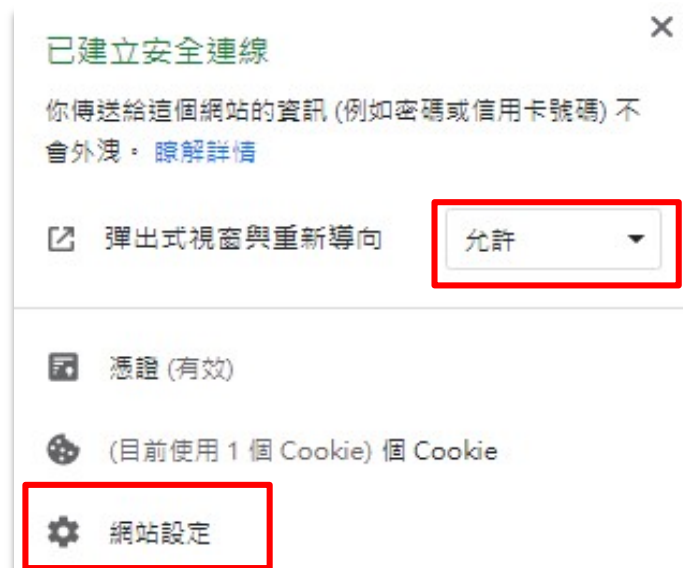 已建立安全連線
你傳送給這個網站的資訊 (例如密碼或信用卡號碼) 不
會外洩。 瞭解詳情
彈出式視窗與重新導向 允許
憑證 (有效)
(目前使用 1 個 Cookie) 個 Cookie
網站設定